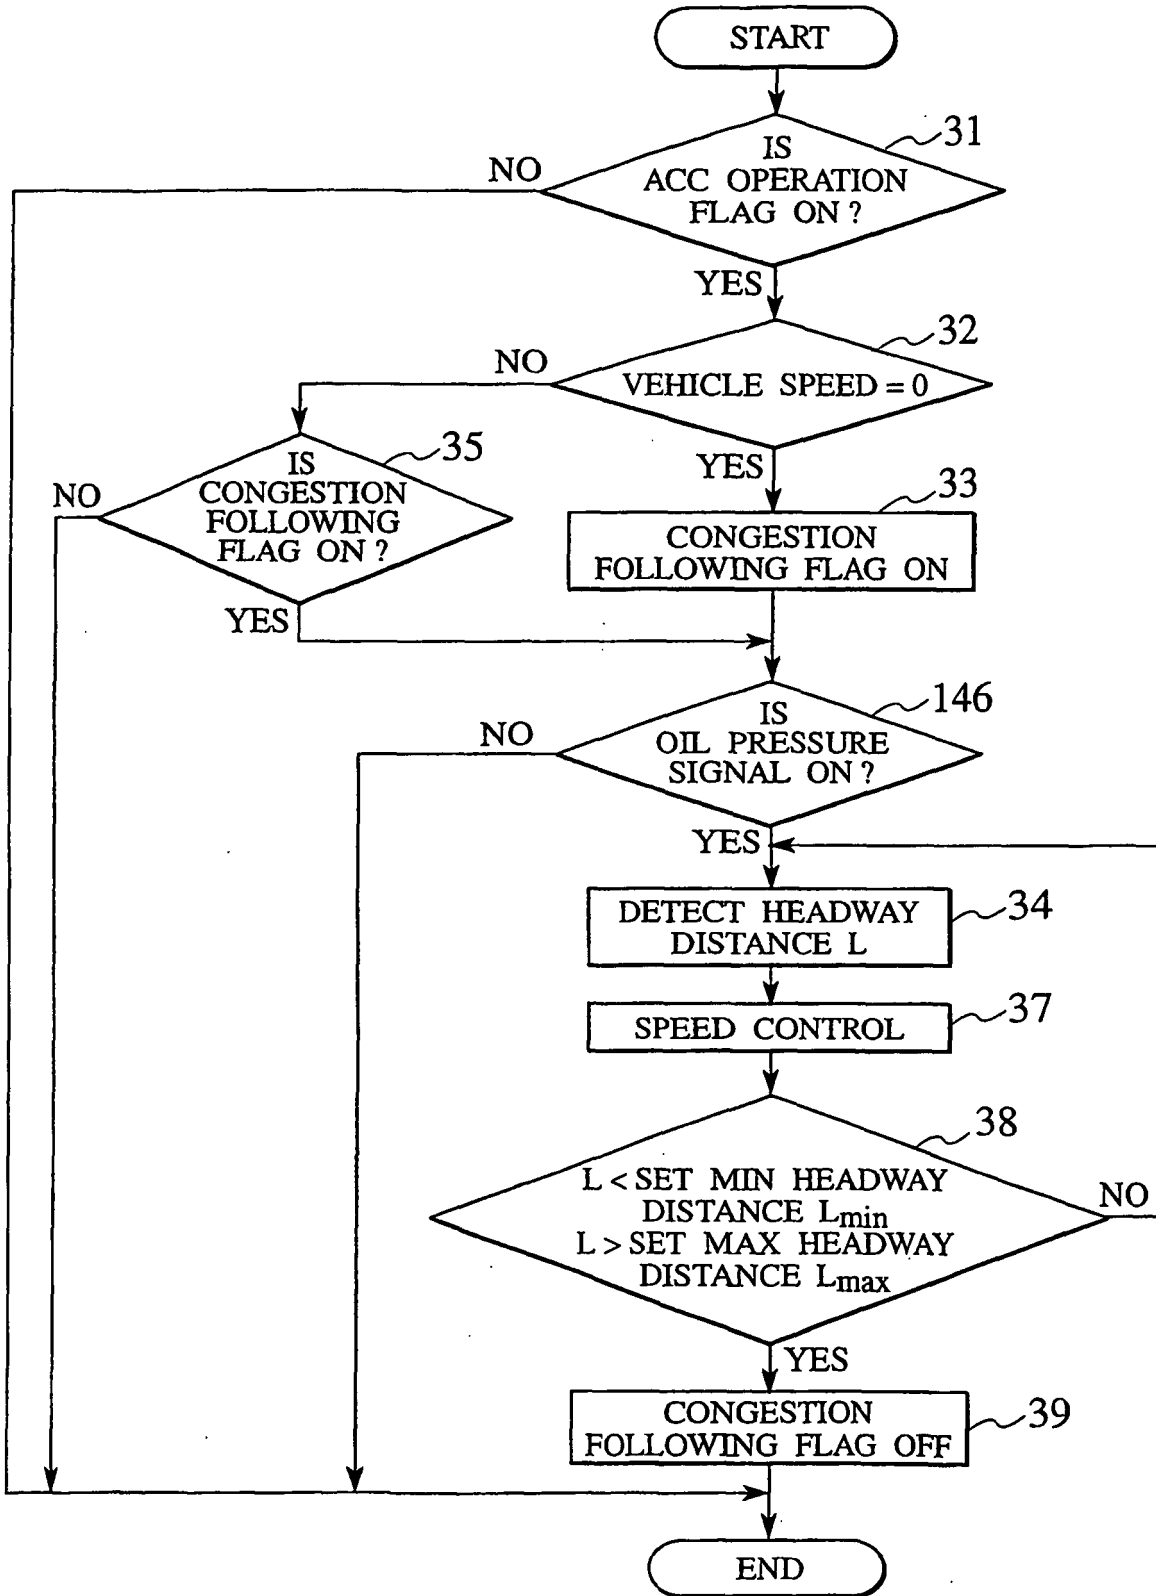 START
31
IS
ACC OPERATION
FLAG ON ?
NO
YES
32
VEHICLE SPEED = 0
NO
YES
35
IS
CONGESTION
FOLLOWING
FLAG ON ?
NO
YES
33
CONGESTION
FOLLOWING FLAG ON
146
IS
OIL PRESSURE
SIGNAL ON ?
NO
YES
DETECT HEADWAY
DISTANCE L
34
SPEED CONTROL
37
38
L < SET MIN HEADWAY
DISTANCE Lmin
L > SET MAX HEADWAY
DISTANCE Lmax
NO
YES
CONGESTION
FOLLOWING FLAG OFF
39
END